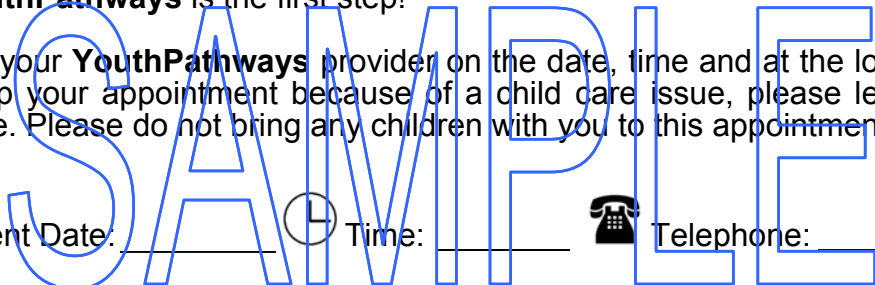 uthPathways is the first step!
your YouthPathways provider on the date, time and at the lo
p your appointment because of a child care issue, please le
e. Please do not bring any children with you to this appointmen
ent Date: Time: Telephone:
SAMPLE